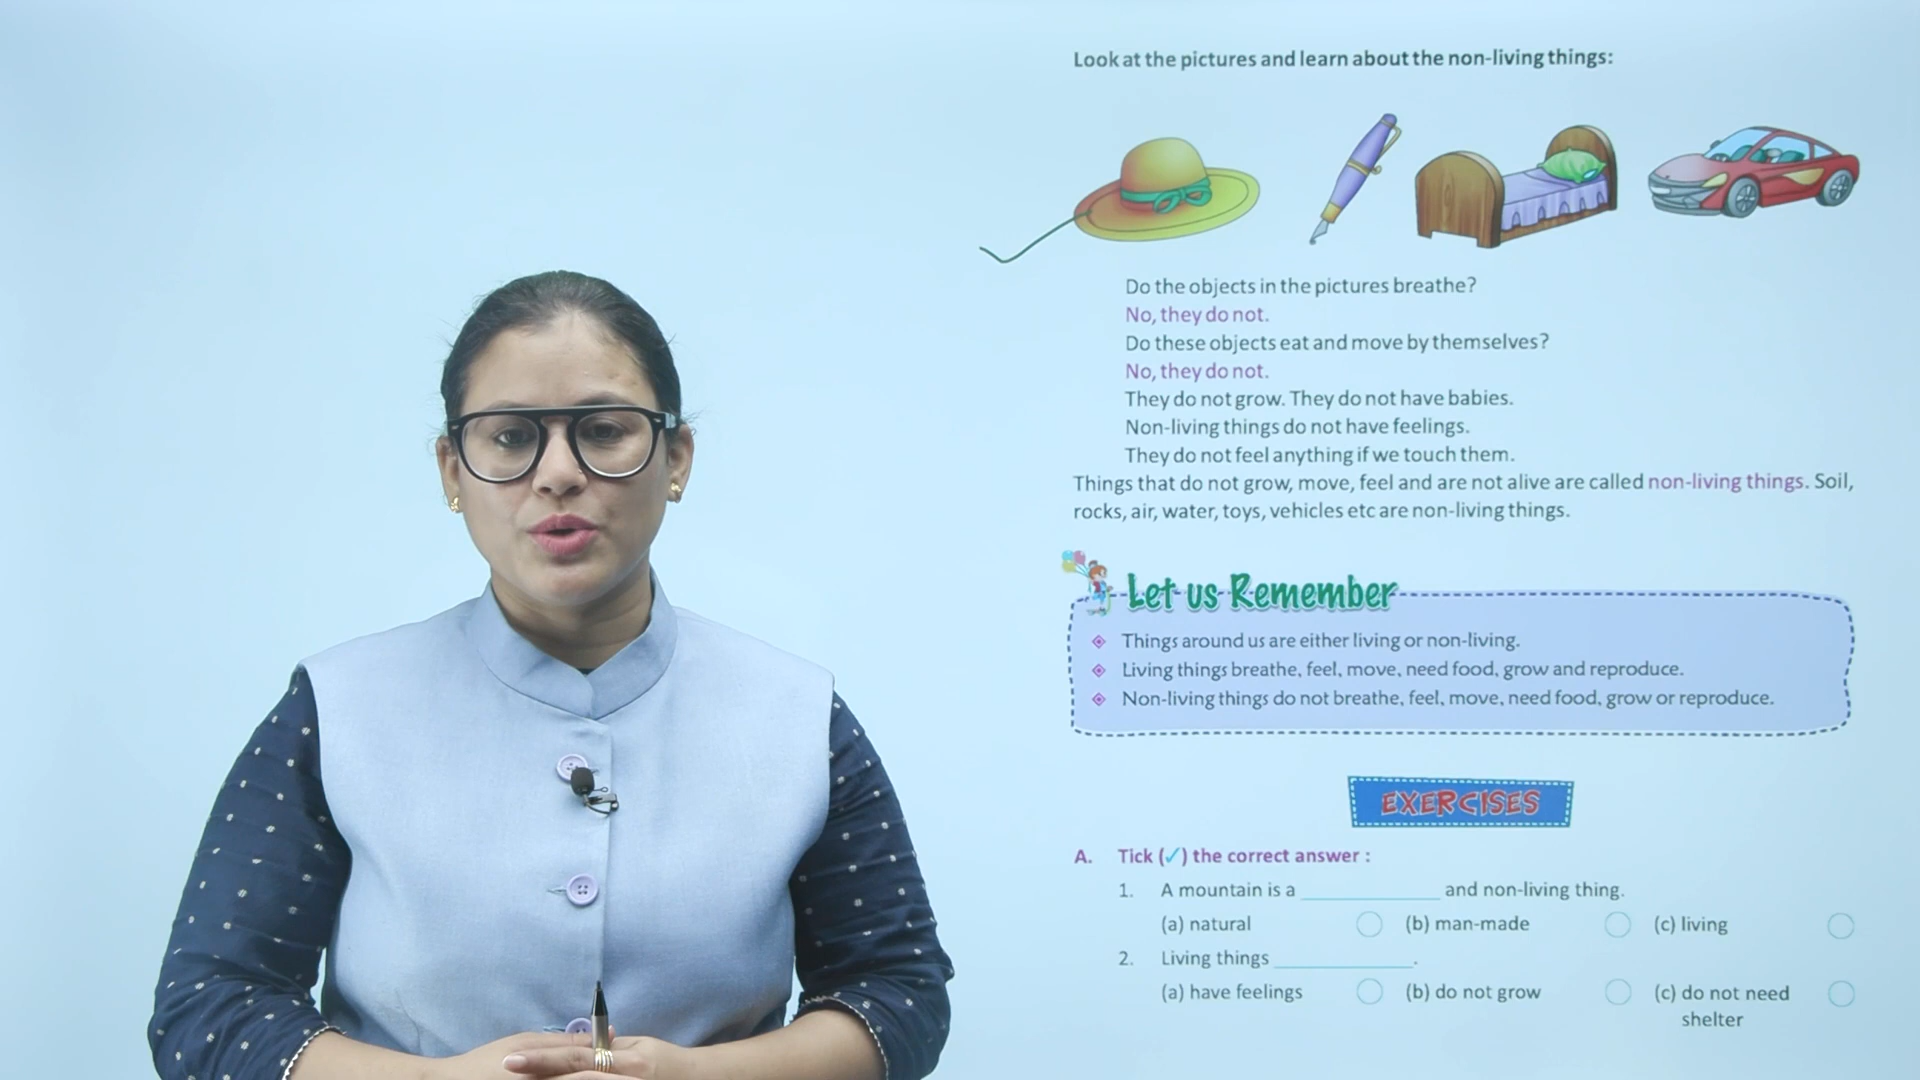 Look at the pictures and learn about the non-living things:
Do the objects in the pictures breathe?
No, they do not.
Do these objects eat and move by themselves?
No, they do not.
They do not grow. They do not have babies.
Non-living things do not have feelings.
They do not feel anything if we touch them.
Things that do not grow, move, feel and are not alive are called non-living things. Soil,
rocks, air, water, toys, vehicles etc are non-living things.
Let us Remember
Things around us are either living or non-living.
Living things breathe, feel, move, need food, grow and reproduce.
Non-living things do not breathe, feel, move, need food, grow or reproduce.
EXERCISES
A. Tick (✓) the correct answer :
1. A mountain is a ____________ and non-living thing.
(a) natural (b) man-made (c) living
2. Living things ____________.
(a) have feelings (b) do not grow (c) do not need
shelter